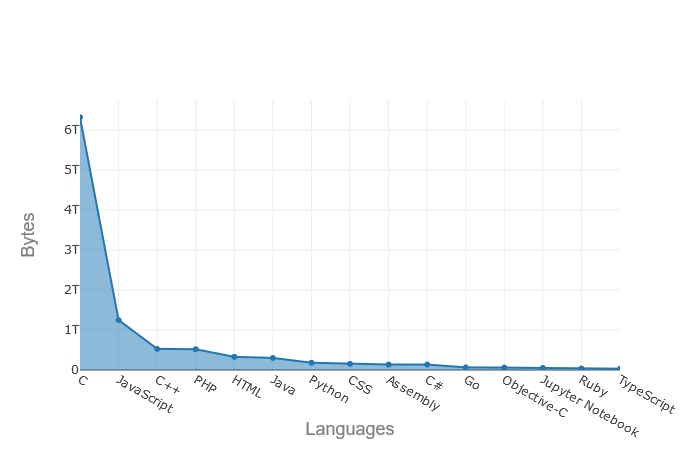 6T
5T
4T
3T
2T
1T
0
Bytes
C
JavaScript
C++
PHP
HTML
Java
Python
CSS
Assembly
C#
Go
Objective-C
Jupyter Notebook
Ruby
TypeScript
Languages